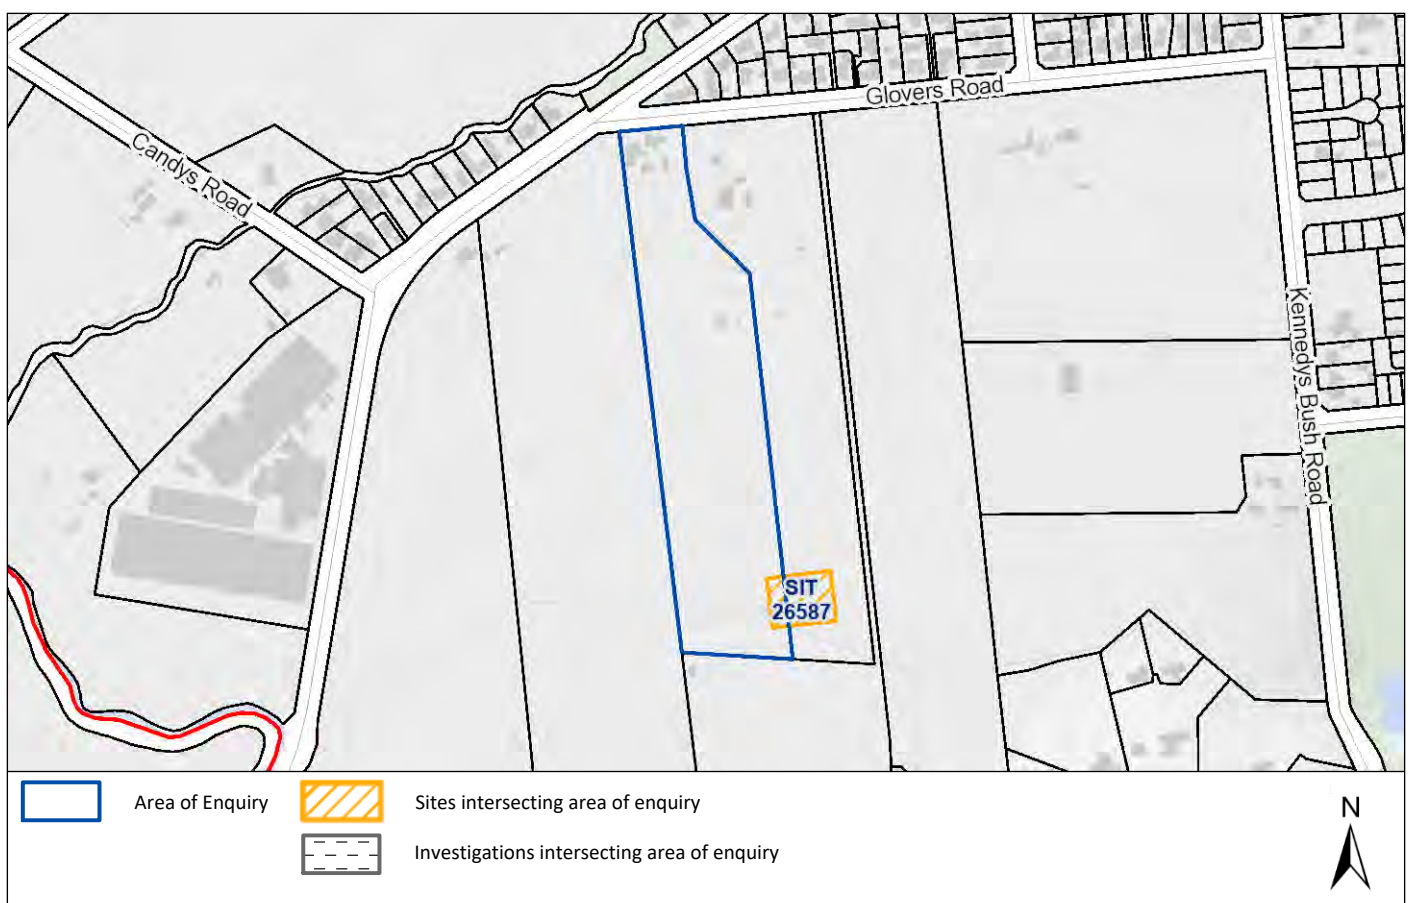 Glovers Road
Candys Road
Kennedys Bush Road
SIT
26587
Area of Enquiry
Sites intersecting area of enquiry
Investigations intersecting area of enquiry
N